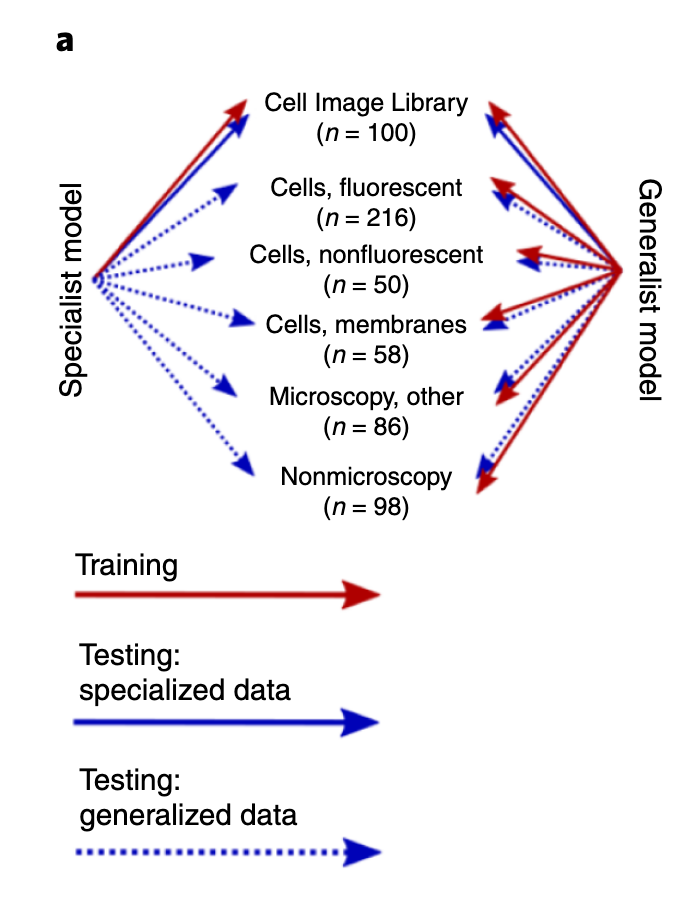 a
Cell Image Library
(n = 100)
Cells, fluorescent
(n = 216)
Cells, nonfluorescent
(n = 50)
Cells, membranes
(n = 58)
Microscopy, other
(n = 86)
Nonmicroscopy
(n = 98)
Specialist model
Generalist model
Training
Testing:
specialized data
Testing:
generalized data